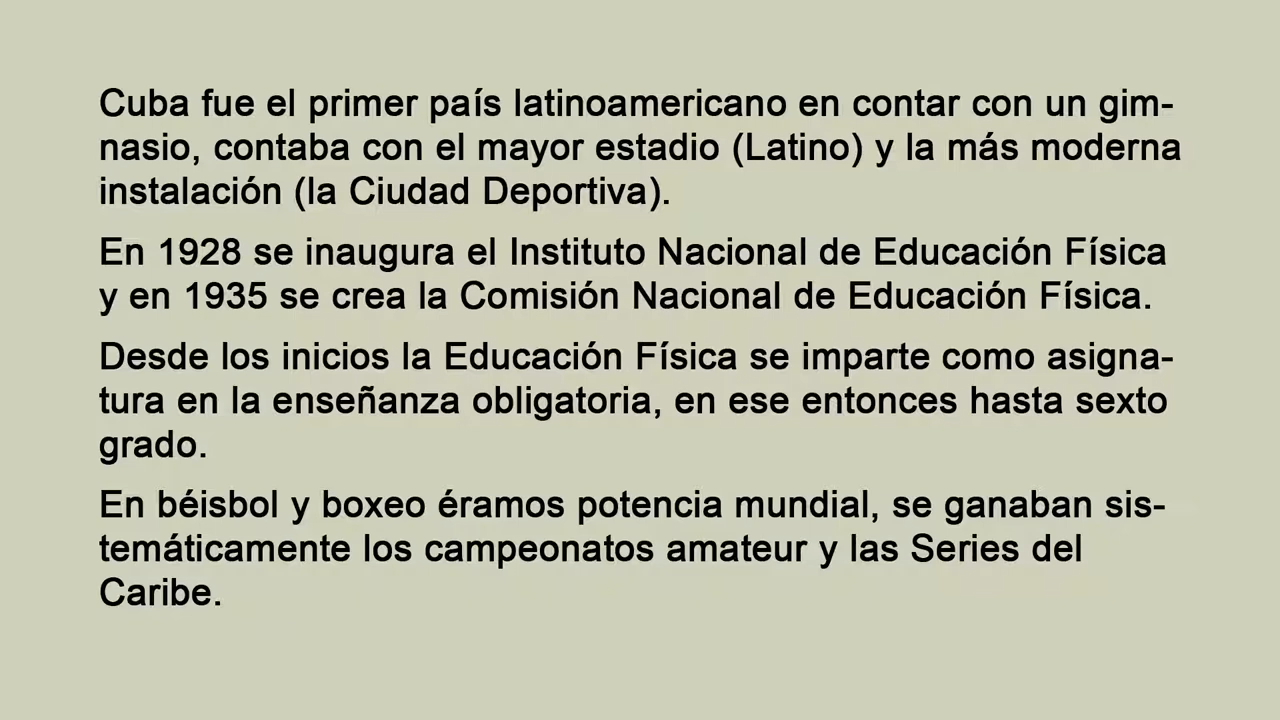 Cuba fue el primer país latinoamericano en contar con un gim-
nasio, contaba con el mayor estadio (Latino) y la más moderna
instalación (la Ciudad Deportiva).
En 1928 se inaugura el Instituto Nacional de Educación Física
y en 1935 se crea la Comisión Nacional de Educación Física.
Desde los inicios la Educación Física se imparte como asigna-
tura en la enseñanza obligatoria, en ese entonces hasta sexto
grado.
En béisbol y boxeo éramos potencia mundial, se ganaban sis-
temáticamente los campeonatos amateur y las Series del
Caribe.